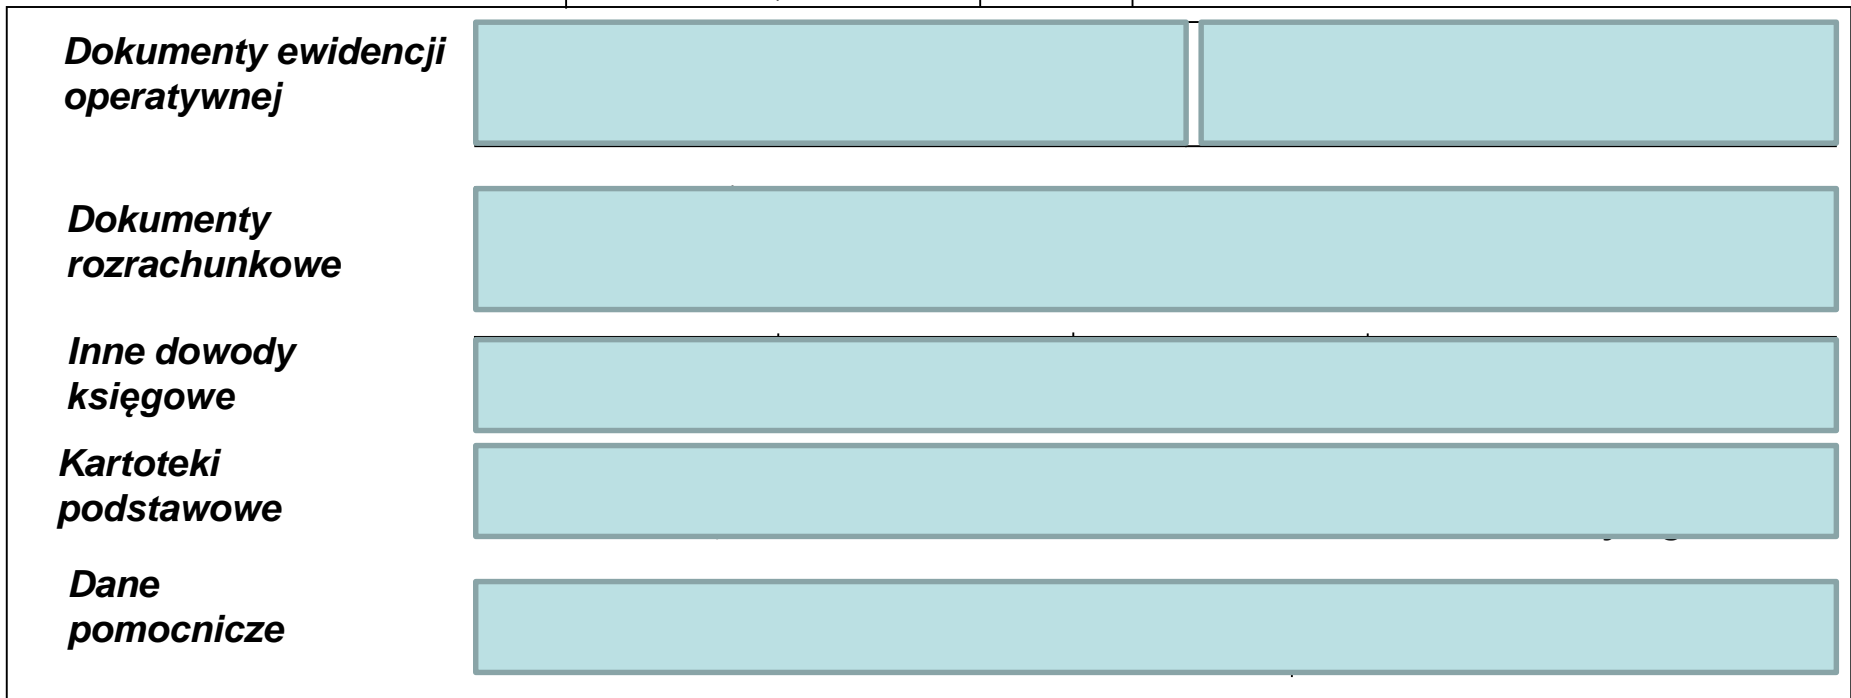 Dokumenty ewidencji
operatywnej
Dokumenty
rozrachunkowe
Inne dowody
księgowe
Kartoteki
podstawowe
Dane
pomocnicze